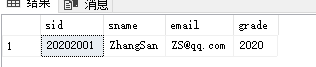 结果 消息
sid sname email grade
1 20202001 ZhangSan ZS@qq.com 2020